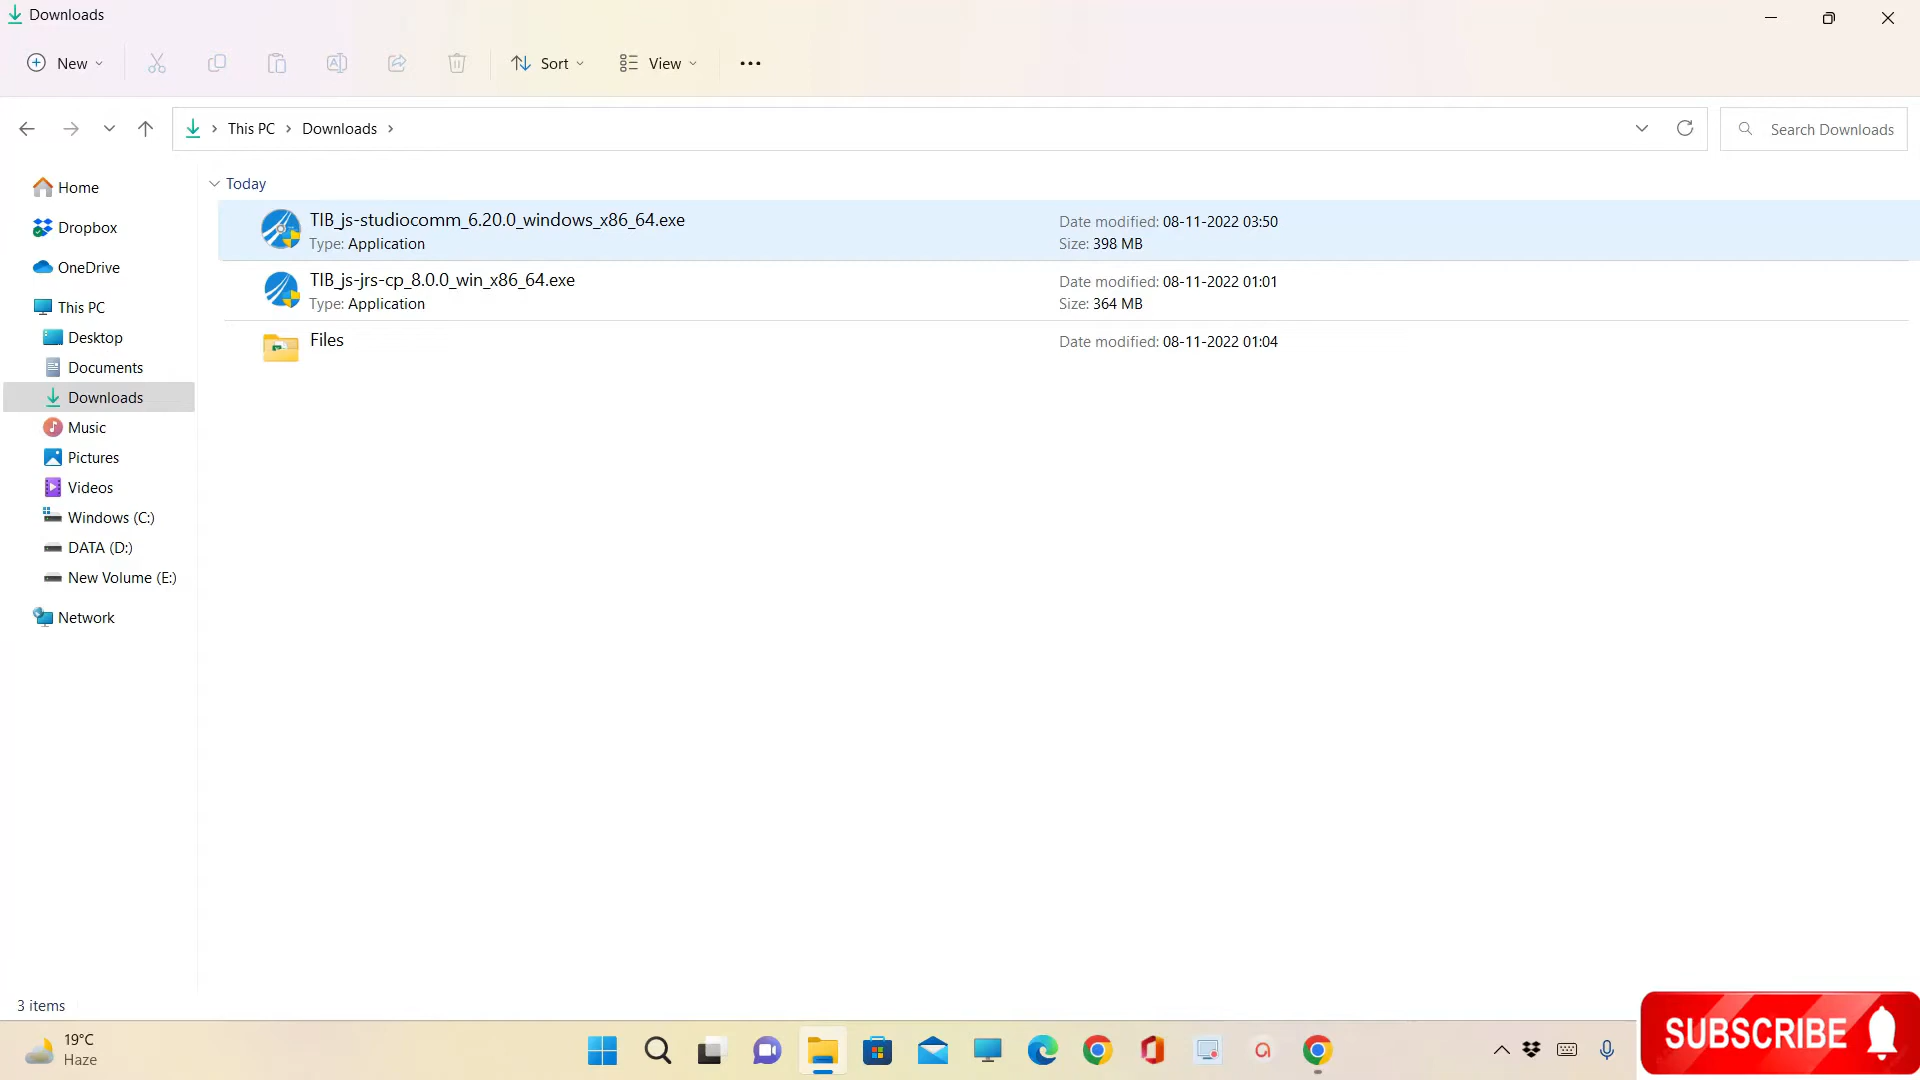 Downloads
New
Sort
View
This PC
Downloads
Search Downloads
Home
Dropbox
OneDrive
This PC
Desktop
Documents
Downloads
Music
Pictures
Videos
Windows (C:)
DATA (D:)
New Volume (E:)
Network
Today
TIB_js-studiocomm_6.20.0_windows_x86_64.exe
Type: Application
Date modified: 08-11-2022 03:50
Size: 398 MB
TIB_js-jrs-cp_8.0.0_win_x86_64.exe
Type: Application
Date modified: 08-11-2022 01:01
Size: 364 MB
Files
Date modified: 08-11-2022 01:04
3 items
19°C
Haze
SUBSCRIBE